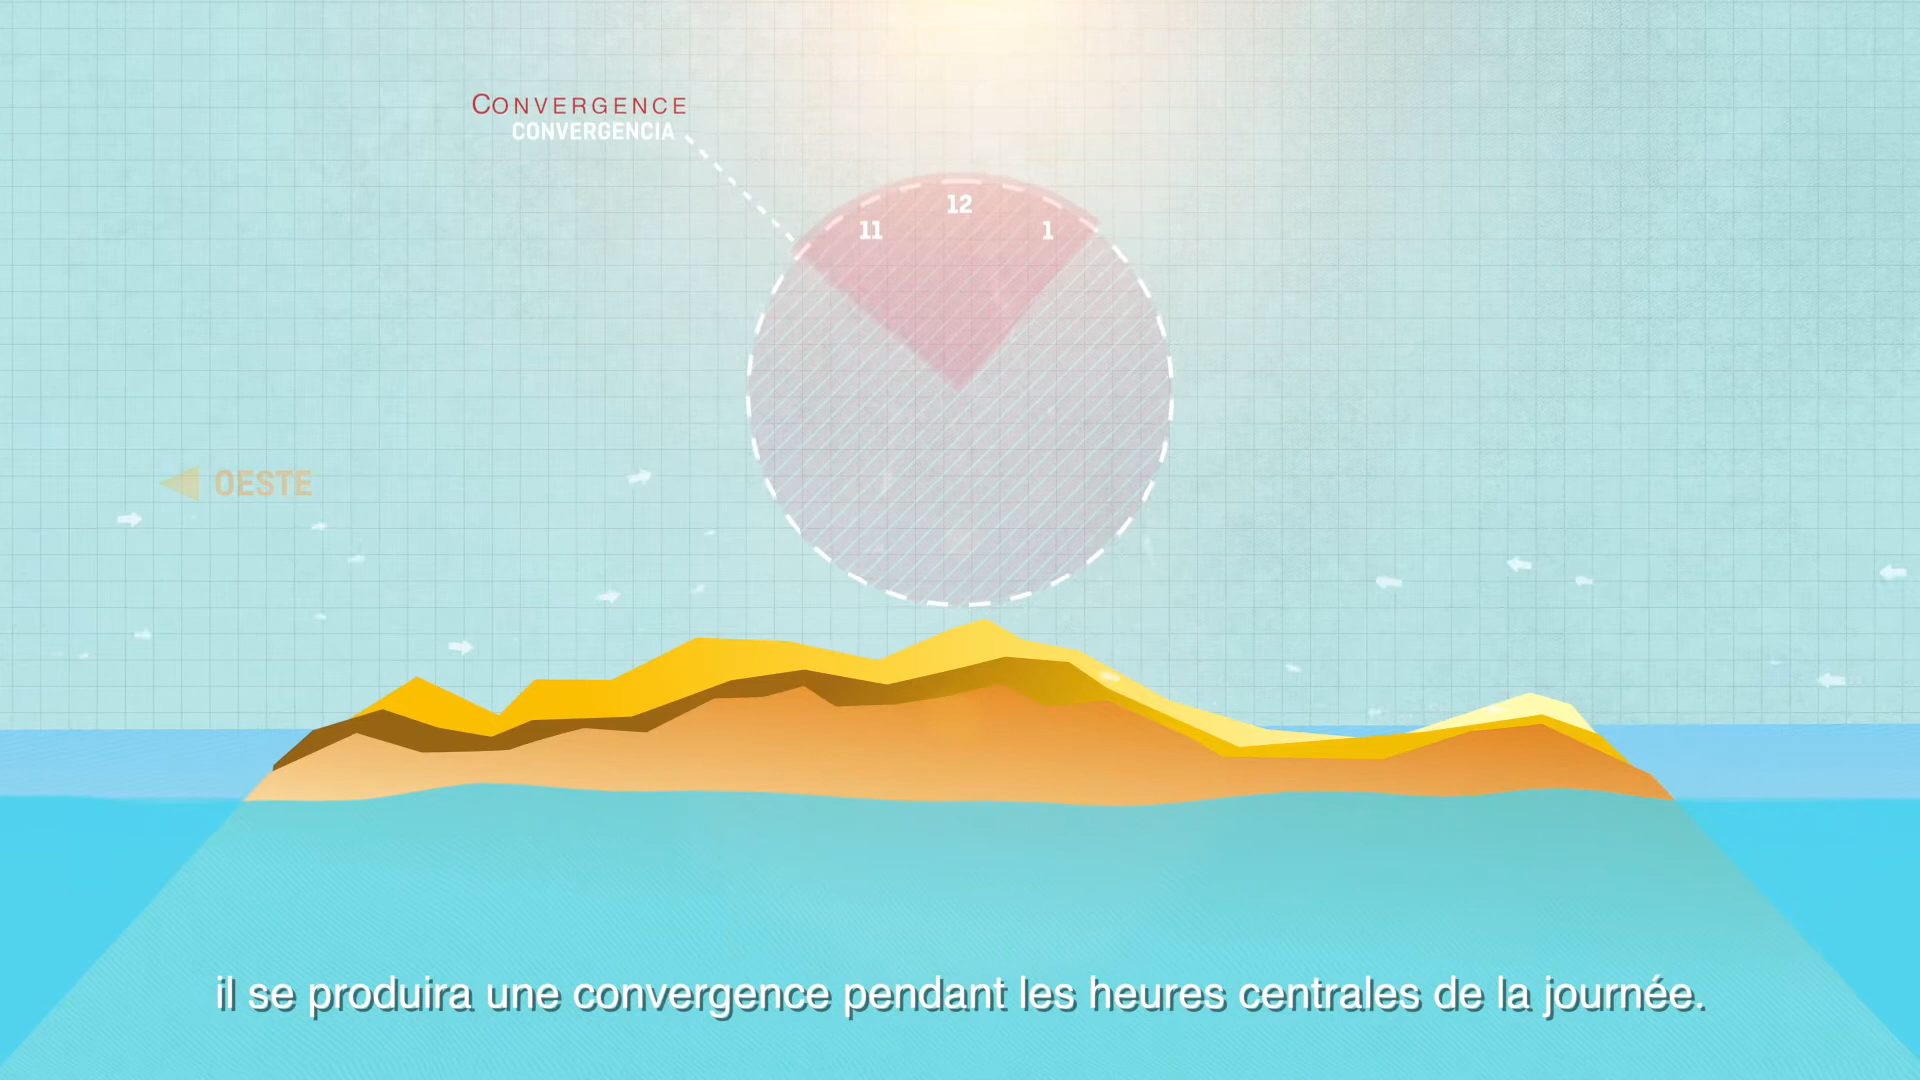 CONVERGENCE
CONVERGENCIA
12
11
1
OESTE
il se produira une convergence pendant les heures centrales de la journée.